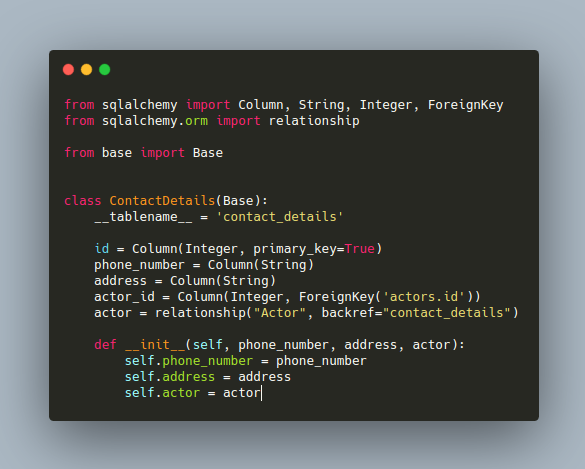 from sqlalchemy import Column, String, Integer, ForeignKey
from sqlalchemy.orm import relationship

from base import Base


class ContactDetails(Base):
    __tablename__ = 'contact_details'

    id = Column(Integer, primary_key=True)
    phone_number = Column(String)
    address = Column(String)
    actor_id = Column(Integer, ForeignKey('actors.id'))
    actor = relationship("Actor", backref="contact_details")

    def __init__(self, phone_number, address, actor):
        self.phone_number = phone_number
        self.address = address
        self.actor = actor